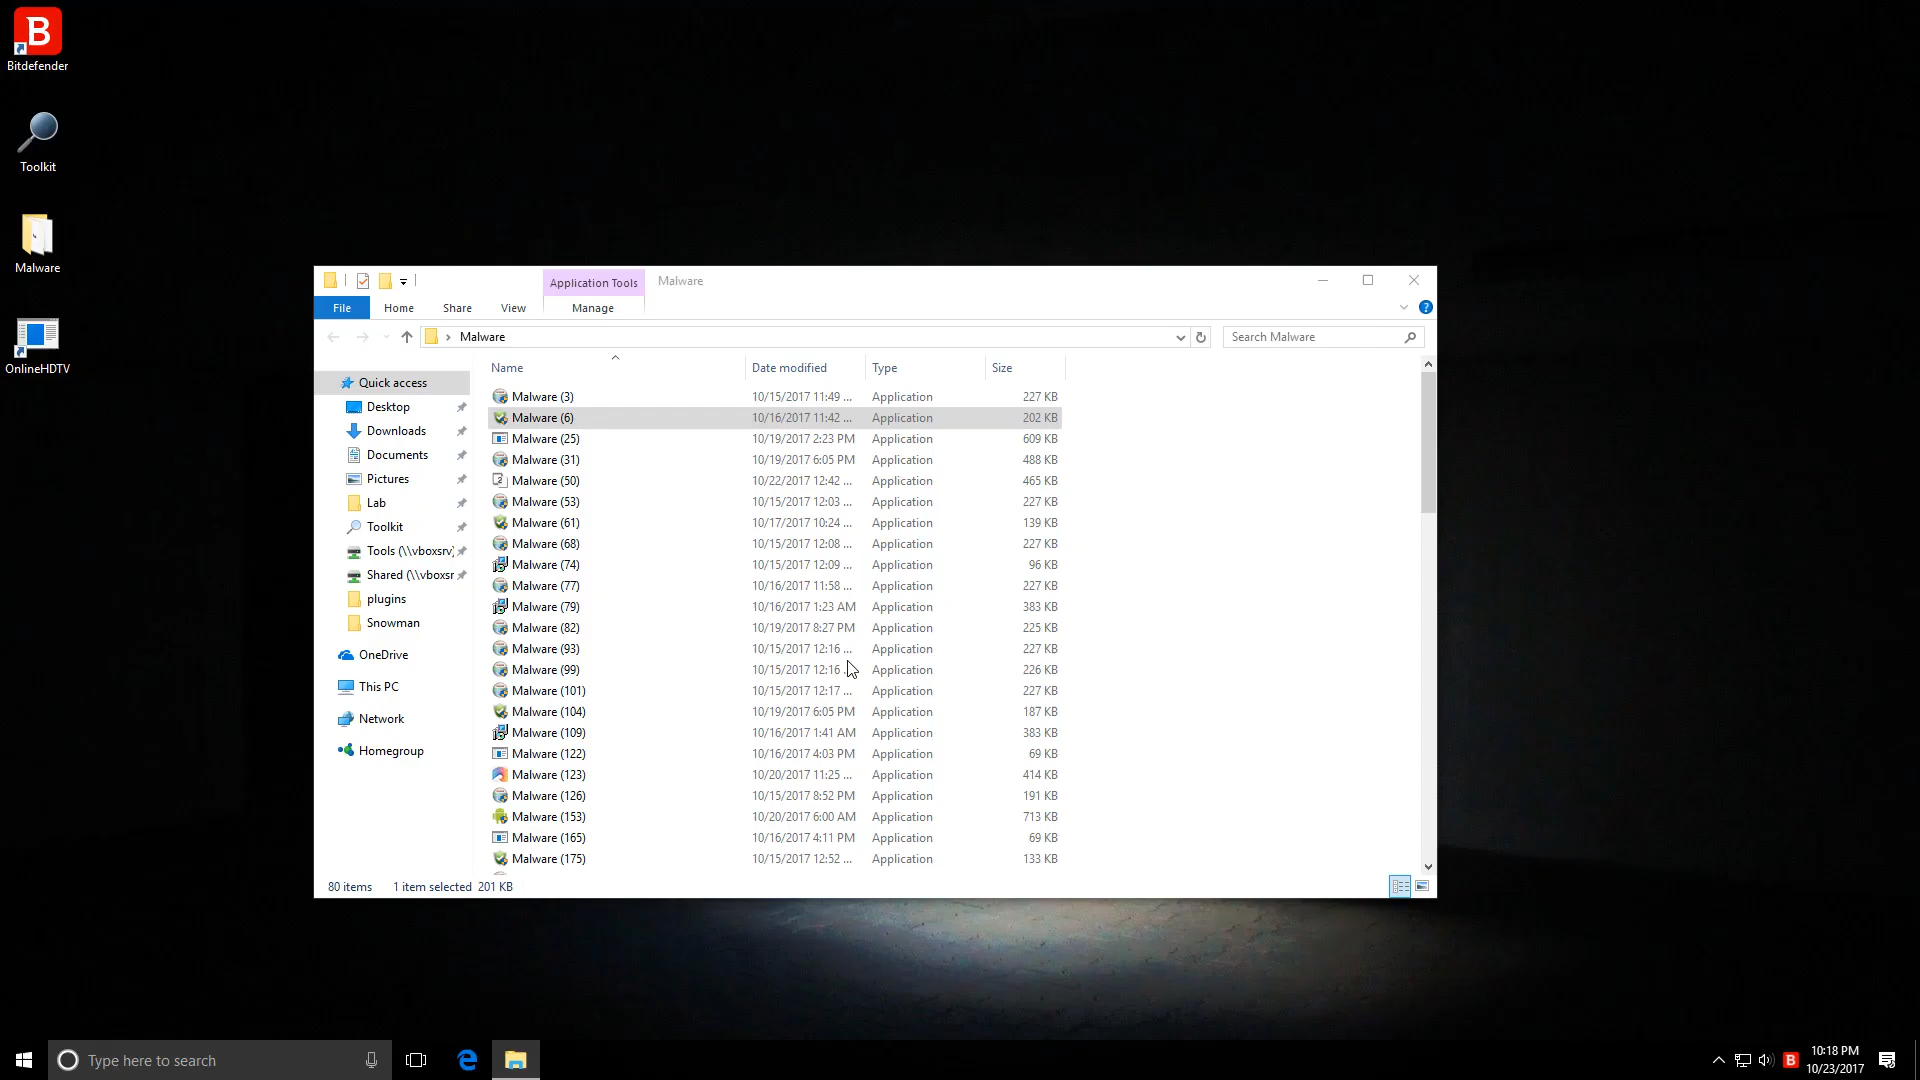 B
Bitdefender
Toolkit
Malware
OnlineHDTV
Application Tools Malware
File Home Share View Manage
Malware
Search Malware
Name Date modified Type Size
Quick access
Desktop
Downloads
Documents
Pictures
Lab
Toolkit
Tools (\\vboxsrv)
Shared (\\vboxsr
plugins
Snowman
OneDrive
This PC
Network
Homegroup
Malware (3) 10/15/2017 11:49 ... Application 227 KB
Malware (6) 10/16/2017 11:42 ... Application 202 KB
Malware (25) 10/19/2017 2:23 PM Application 609 KB
Malware (31) 10/19/2017 6:05 PM Application 488 KB
Malware (50) 10/22/2017 12:42 ... Application 465 KB
Malware (53) 10/15/2017 12:03 ... Application 227 KB
Malware (61) 10/17/2017 10:24 ... Application 139 KB
Malware (68) 10/15/2017 12:08 ... Application 227 KB
Malware (74) 10/15/2017 12:09 ... Application 96 KB
Malware (77) 10/16/2017 11:58 ... Application 227 KB
Malware (79) 10/16/2017 1:23 AM Application 383 KB
Malware (82) 10/19/2017 8:27 PM Application 225 KB
Malware (93) 10/15/2017 12:16 ... Application 227 KB
Malware (99) 10/15/2017 12:16 ... Application 226 KB
Malware (101) 10/15/2017 12:17 ... Application 227 KB
Malware (104) 10/19/2017 6:05 PM Application 187 KB
Malware (109) 10/16/2017 1:41 AM Application 383 KB
Malware (122) 10/16/2017 4:03 PM Application 69 KB
Malware (123) 10/20/2017 11:25 ... Application 414 KB
Malware (126) 10/15/2017 8:52 PM Application 191 KB
Malware (153) 10/20/2017 6:00 AM Application 713 KB
Malware (165) 10/16/2017 4:11 PM Application 69 KB
Malware (175) 10/15/2017 12:52 ... Application 133 KB
80 items 1 item selected 201 KB
Type here to search
B
10:18 PM
10/23/2017